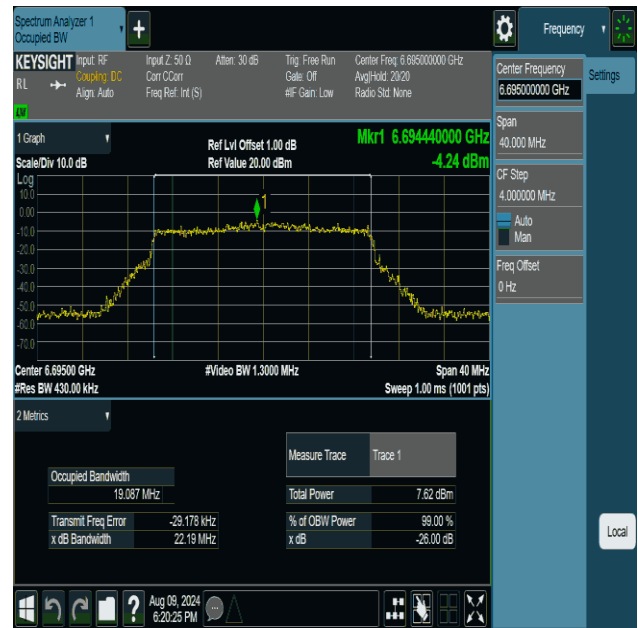 Spectrum Analyzer 1
Occupied BW
+
Frequency
KEYSIGHT
RL
Input: RF
Coupling: DC
Align: Auto
Input Z: 50 Ω
Corr CCorr
Freq Ref: Int (S)
Atten: 30 dB
Trig: Free Run
Gate: Off
#IF Gain: Low
Center Freq: 6.695000000 GHz
Avg|Hold: 20/20
Radio Std: None
Center Frequency
6.695000000 GHz
Settings
Span
40.000 MHz
CF Step
4.000000 MHz
Auto
Man
Freq Offset
0 Hz
Local
1 Graph
Scale/Div 10.0 dB
Ref Lvl Offset 1.00 dB
Ref Value 20.00 dBm
Mkr1 6.694440000 GHz
-4.24 dBm
Log
10.0
0.00
-10.0
-20.0
-30.0
-40.0
-50.0
-60.0
-70.0
1
Center 6.69500 GHz
#Res BW 430.00 kHz
#Video BW 1.3000 MHz
Span 40 MHz
Sweep 1.00 ms (1001 pts)
2 Metrics
Measure Trace Trace 1
Occupied Bandwidth
19.087 MHz
Total Power 7.62 dBm
Transmit Freq Error -29.178 kHz
% of OBW Power 99.00 %
x dB Bandwidth 22.19 MHz
x dB -26.00 dB
?
Aug 09, 2024
6:20:25 PM